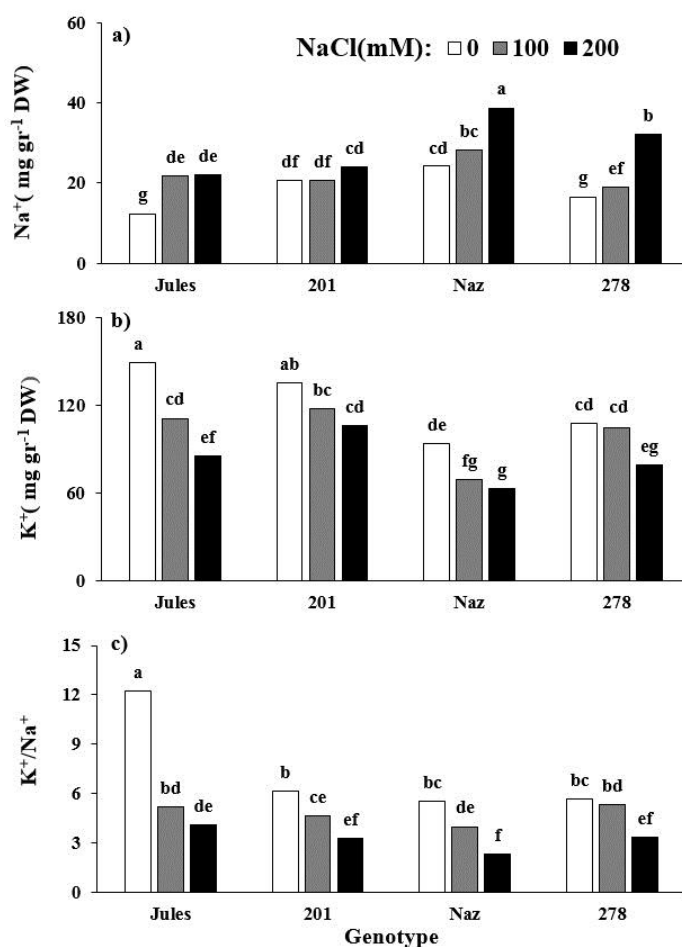 a) NaCl(mM): 0 100 200
60
40
20
0
Na⁺( mg gr⁻¹ DW)
g de de df df cd cd bc a g ef b
Jules 201 Naz 278
b)
180
120
60
0
K⁺( mg gr⁻¹ DW)
a cd ef ab bc cd de fg g cd cd eg
Jules 201 Naz 278
c)
15
12
9
6
3
0
K⁺/Na⁺
a bd de b ce ef bc de f bc bd ef
Jules 201 Naz 278
Genotype